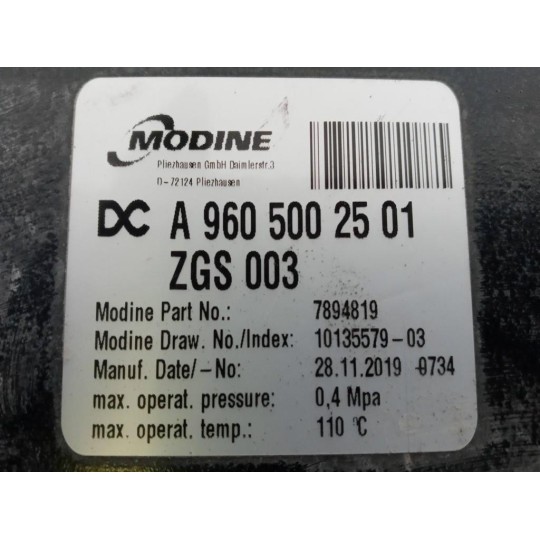 MODINE
Pliezhausen GmbH Daimlerstr.3
D-72124 Pliezhausen
DC A 960 500 25 01
ZGS 003
Modine Part No.: 7894819
Modine Draw. No./Index: 10135579-03
Manuf. Date/-No: 28.11.2019 0734
max. operat. pressure: 0,4 Mpa
max. operat. temp.: 110 °C